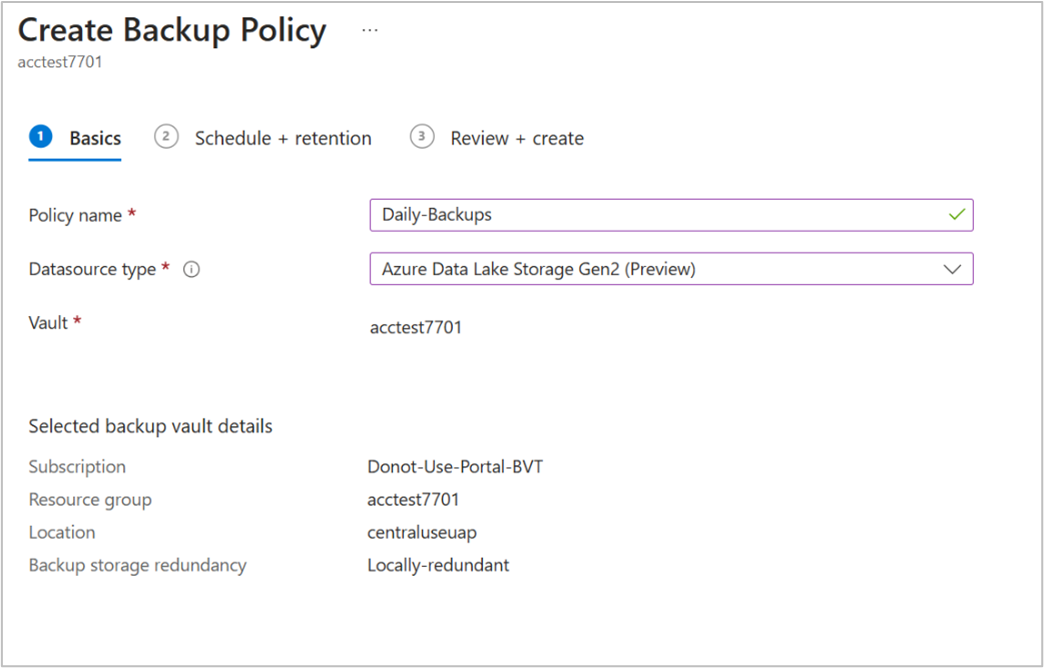 Create Backup Policy ...
acctest7701
1 Basics 2 Schedule + retention 3 Review + create
Policy name * Daily-Backups
Datasource type * Azure Data Lake Storage Gen2 (Preview)
Vault * acctest7701
Selected backup vault details
Subscription Donot-Use-Portal-BVT
Resource group acctest7701
Location centraluseuap
Backup storage redundancy Locally-redundant